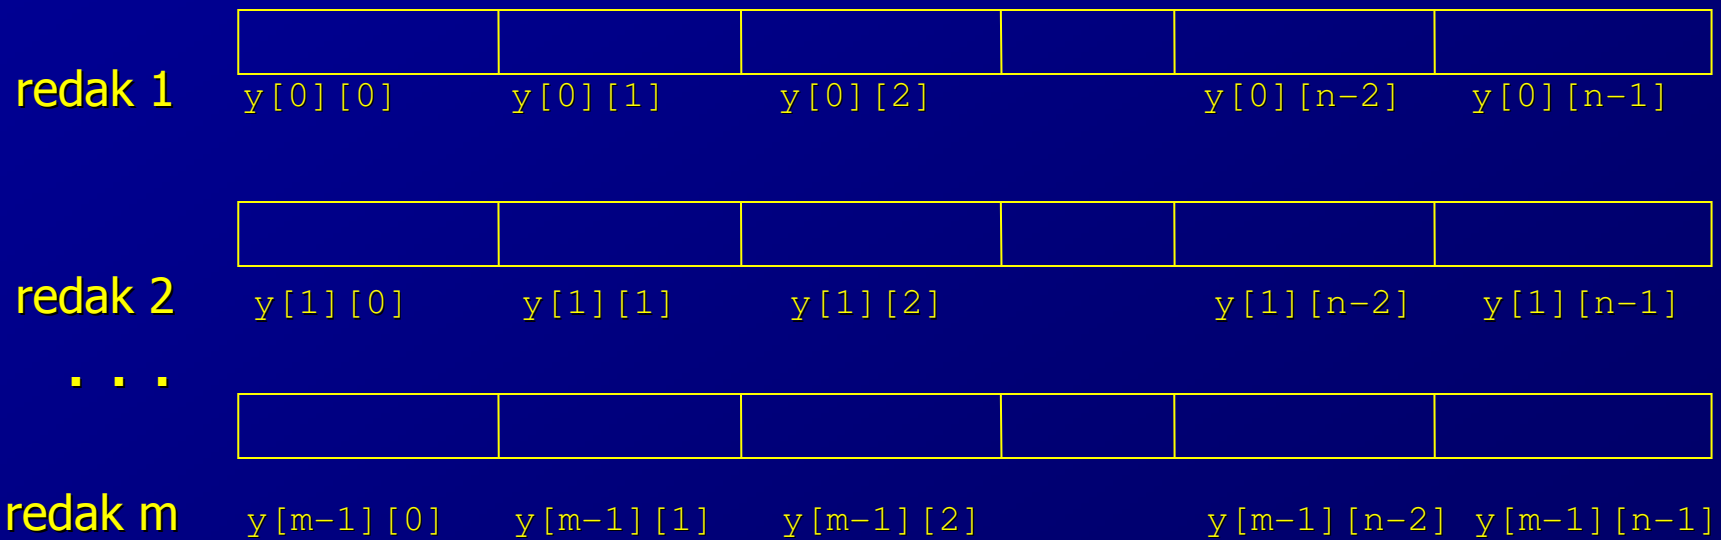 redak 1 y[0][0] y[0][1] y[0][2] y[0][n-2] y[0][n-1]
redak 2 y[1][0] y[1][1] y[1][2] y[1][n-2] y[1][n-1]
. . .
redak m y[m-1][0] y[m-1][1] y[m-1][2] y[m-1][n-2] y[m-1][n-1]